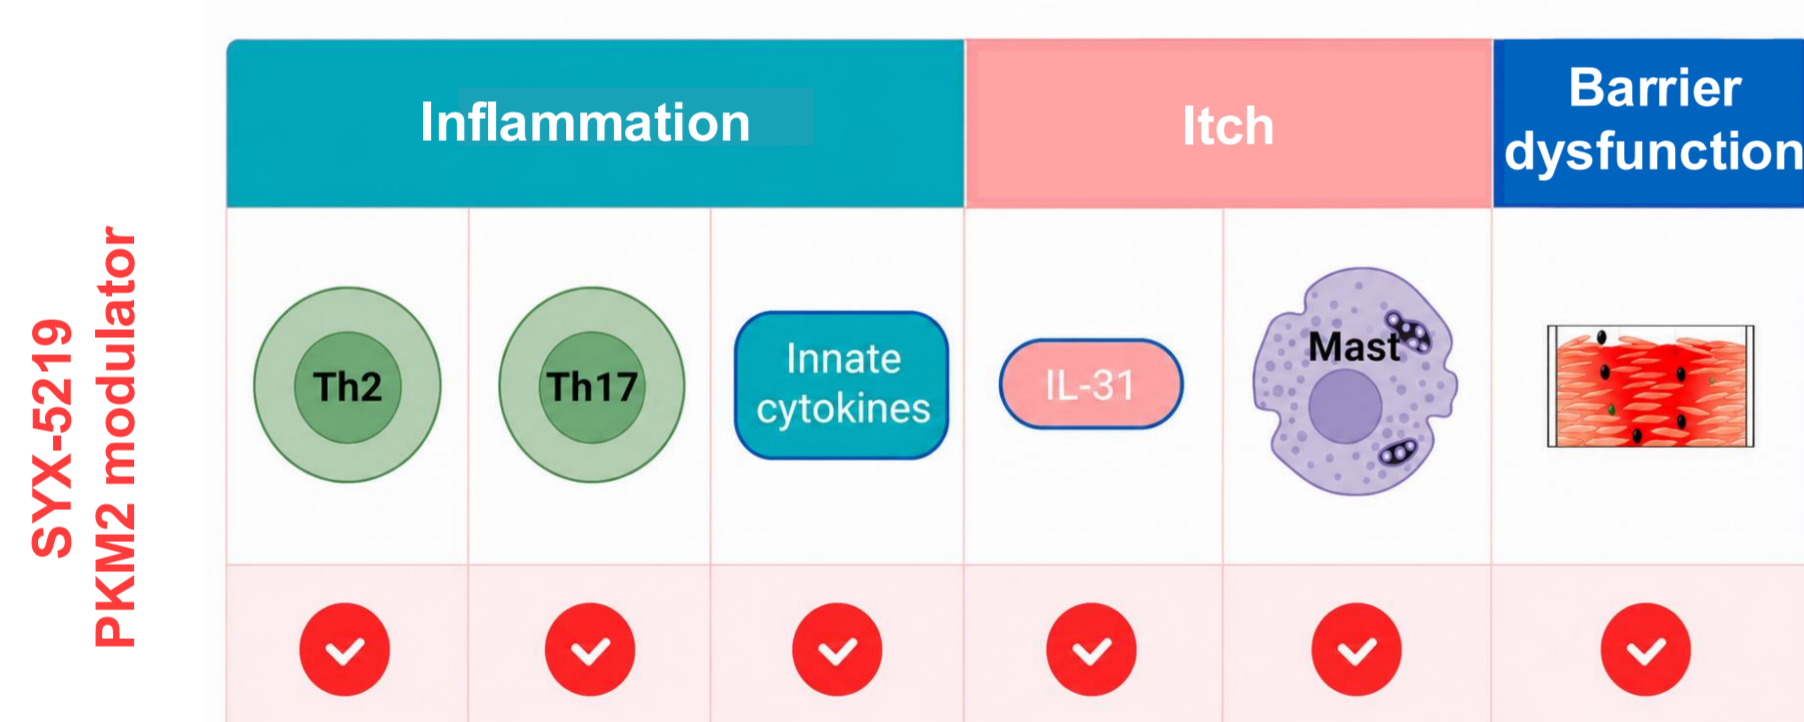 SYX-5219
PKM2 modulator
Inflammation
Itch
Barrier
dysfunction
Th2
Th17
Innate
cytokines
IL-31
Mast